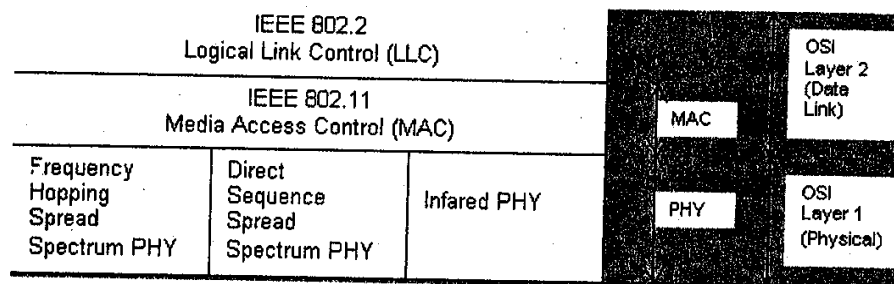 IEEE 802.2
Logical Link Control (LLC)
IEEE 802.11
Media Access Control (MAC)
Frequency
Hopping
Spread
Spectrum PHY
Direct
Sequence
Spread
Spectrum PHY
Infared PHY
MAC
PHY
OSI
Layer 2
(Data
Link)
OSI
Layer 1
(Physical)